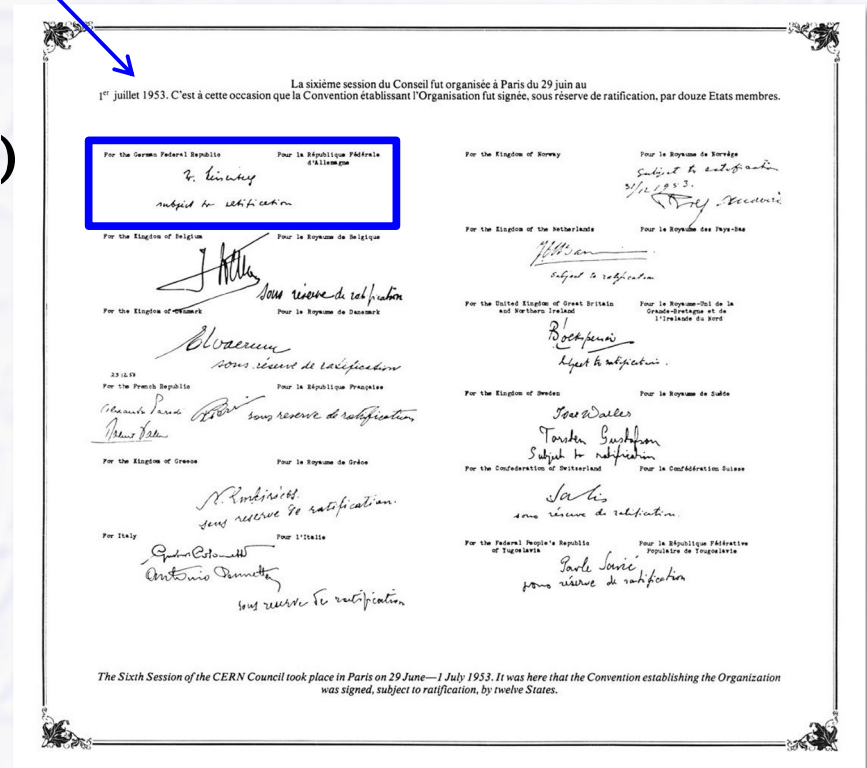 )
La sixième session du Conseil fut organisée à Paris du 29 juin au
1er juillet 1953. C'est à cette occasion que la Convention établissant l'Organisation fut signée, sous réserve de ratification, par douze Etats membres.
For the German Federal Republic
Pour la République Fédérale
d'Allemagne
subject to ratification
For the Kingdom of Belgium
Pour le Royaume de Belgique
sous réserve de ratification
For the Kingdom of Denmark
Pour le Royaume de Danemark
sous réserve de ratification
For the French Republic
Pour la République Française
Alexandre Parodi
sous reserve de ratification
For the Kingdom of Greece
Pour le Royaume de Grèce
sous reserve de ratification.
For Italy
Pour l'Italie
Antonio
sous reserve de ratification
For the Kingdom of Norway
Pour le Royaume de Norvège
Subject to ratification
31/12 1953.
For the Kingdom of the Netherlands
Pour le Royaume des Pays-Bas
Subject to ratification
For the United Kingdom of Great Britain
and Northern Ireland
Pour le Royaume-Uni de la
Grande-Bretagne et de
l'Irelande du Nord
Subject to ratification.
For the Kingdom of Sweden
Pour le Royaume de Suède
Ivar Waller
Torsten Gustafson
Subject to ratification
For the Confederation of Switzerland
Pour la Confédération Suisse
sous réserve de ratification.
For the Federal People's Republic
of Yugoslavia
Pour la République Fédérative
Populaire de Yougoslavie
Pavle Savić
sous réserve de ratification
The Sixth Session of the CERN Council took place in Paris on 29 June—1 July 1953. It was here that the Convention establishing the Organization
was signed, subject to ratification, by twelve States.